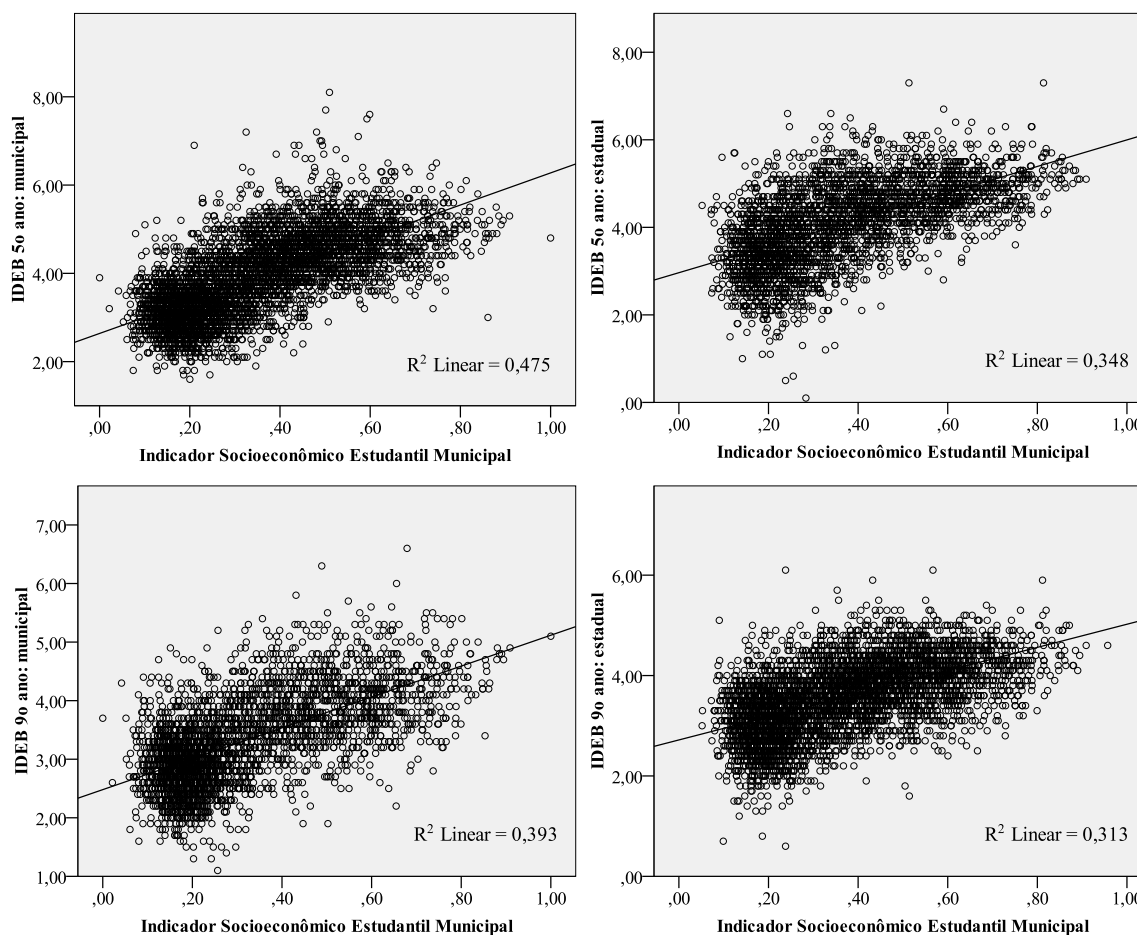 IDEB 5o ano: municipal
8,00
6,00
4,00
2,00
R² Linear = 0,475
,00 ,20 ,40 ,60 ,80 1,00
Indicador Socioeconômico Estudantil Municipal
IDEB 5o ano: estadual
8,00
6,00
4,00
2,00
,00
R² Linear = 0,348
,00 ,20 ,40 ,60 ,80 1,00
Indicador Socioeconômico Estudantil Municipal
IDEB 9o ano: municipal
7,00
6,00
5,00
4,00
3,00
2,00
1,00
R² Linear = 0,393
,00 ,20 ,40 ,60 ,80 1,00
Indicador Socioeconômico Estudantil Municipal
IDEB 9o ano: estadual
6,00
4,00
2,00
,00
R² Linear = 0,313
,00 ,20 ,40 ,60 ,80 1,00
Indicador Socioeconômico Estudantil Municipal